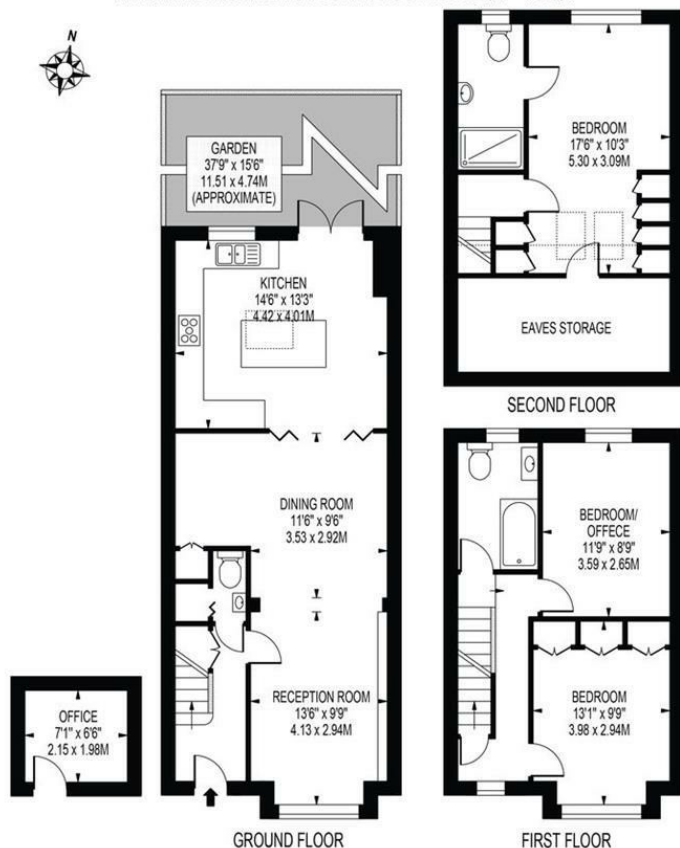 N
GARDEN
37'9" x 15'6"
11.51 x 4.74M
(APPROXIMATE)
KITCHEN
14'6" x 13'3"
4.42 x 4.01M
DINING ROOM
11'6" x 9'6"
3.53 x 2.92M
RECEPTION ROOM
13'6" x 9'9"
4.13 x 2.94M
OFFICE
7'1" x 6'6"
2.15 x 1.98M
GROUND FLOOR
BEDROOM
17'6" x 10'3"
5.30 x 3.09M
EAVES STORAGE
SECOND FLOOR
BEDROOM/
OFFECE
11'9" x 8'9"
3.59 x 2.65M
BEDROOM
13'1" x 9'9"
3.98 x 2.94M
FIRST FLOOR